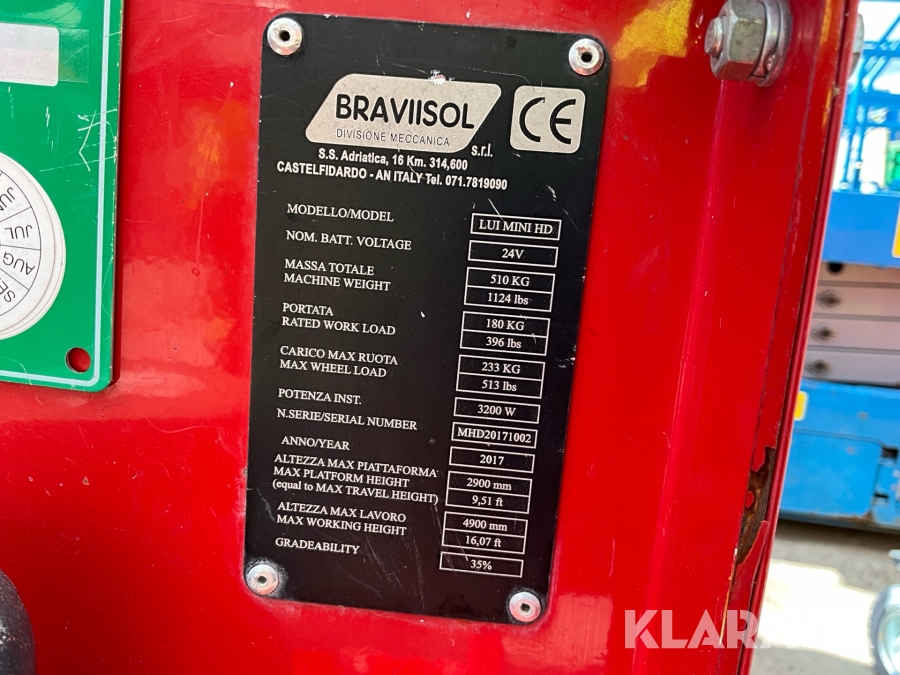 BRAVIISOL
DIVISIONE MECCANICA
s.r.l.
CE
S.S. Adriatica, 16 Km. 314,600
CASTELFIDARDO - AN ITALY Tel. 071.7819090
MODELLO/MODEL LUI MINI HD
NOM. BATT. VOLTAGE 24V
MASSA TOTALE 510 KG
MACHINE WEIGHT 1124 lbs
PORTATA 180 KG
RATED WORK LOAD 396 lbs
CARICO MAX RUOTA 233 KG
MAX WHEEL LOAD 513 lbs
POTENZA INST. 3200 W
N.SERIE/SERIAL NUMBER MHD20171002
ANNO/YEAR 2017
ALTEZZA MAX PIATTAFORMA' 2900 mm
MAX PLATFORM HEIGHT 9,51 ft
(equal to MAX TRAVEL HEIGHT)
ALTEZZA MAX LAVORO 4900 mm
MAX WORKING HEIGHT 16,07 ft
GRADEABILITY 35%
JUL
AUG